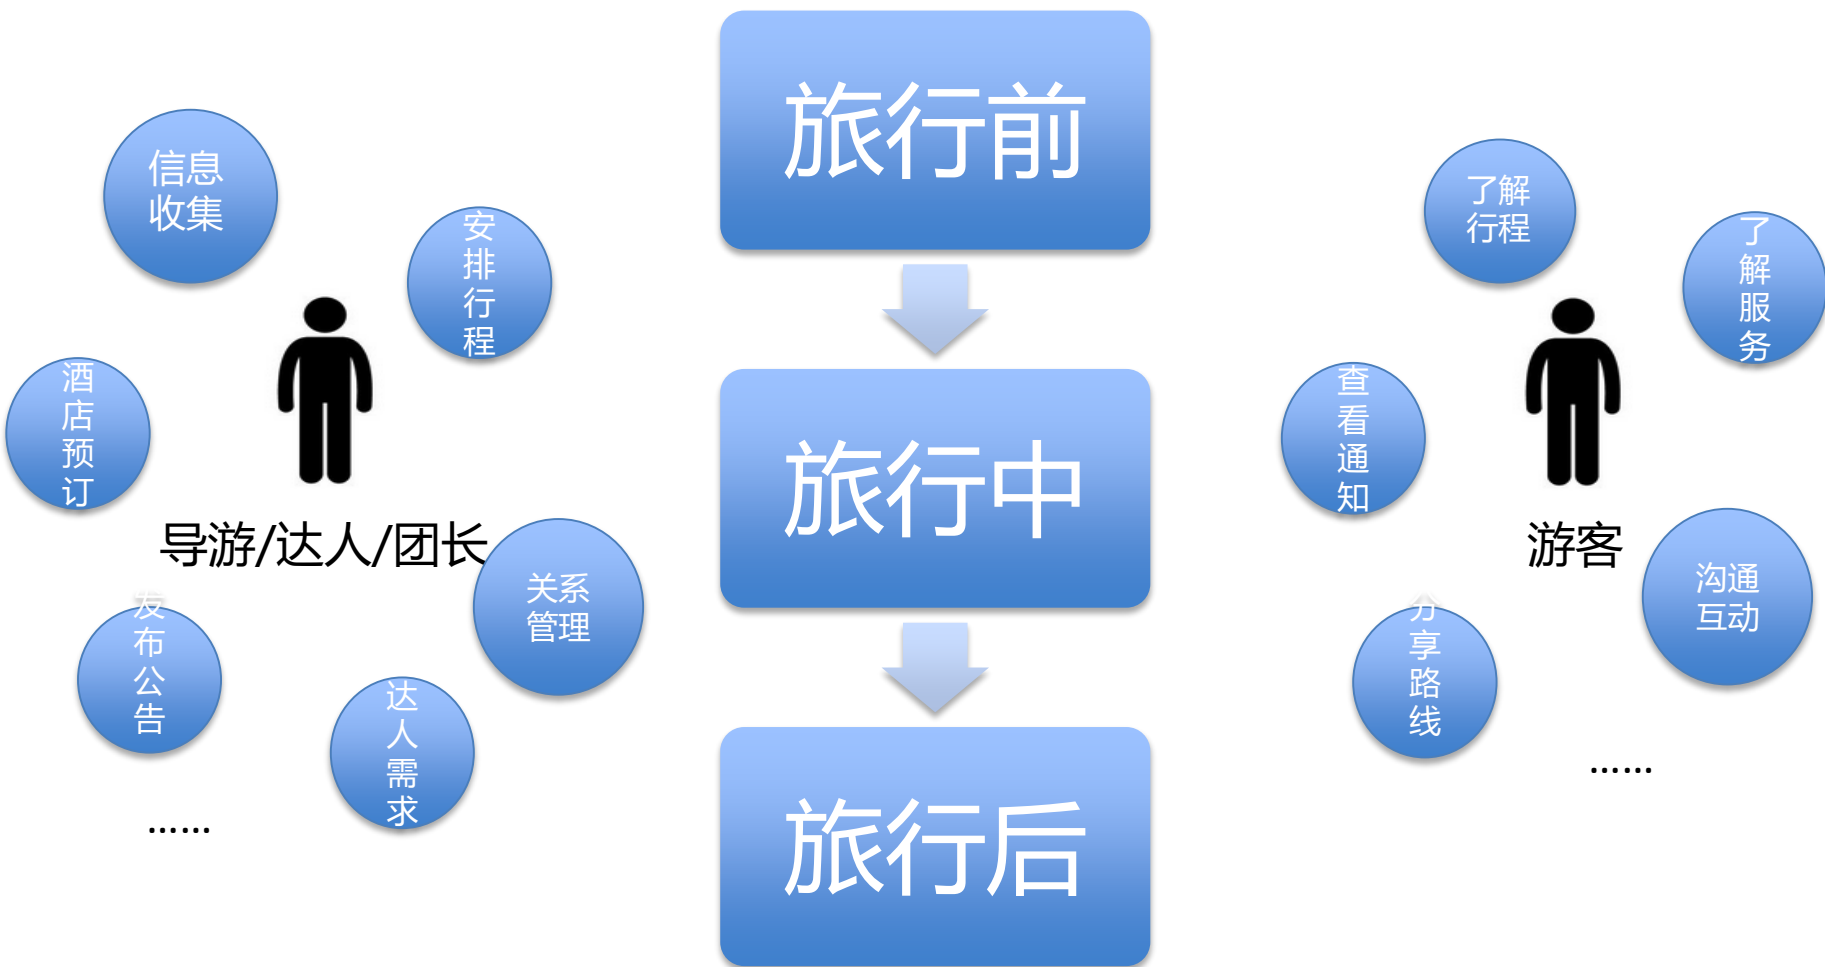 信息
收集
安
排
行
程
酒
店
预
订
导游/达人/团长
关系
管理
发
布
公
告
达
人
需
求
……
旅行前
旅行中
旅行后
了解
行程
了
解
服
务
查
看
通
知
游客
沟通
互动
分
享
路
线
……